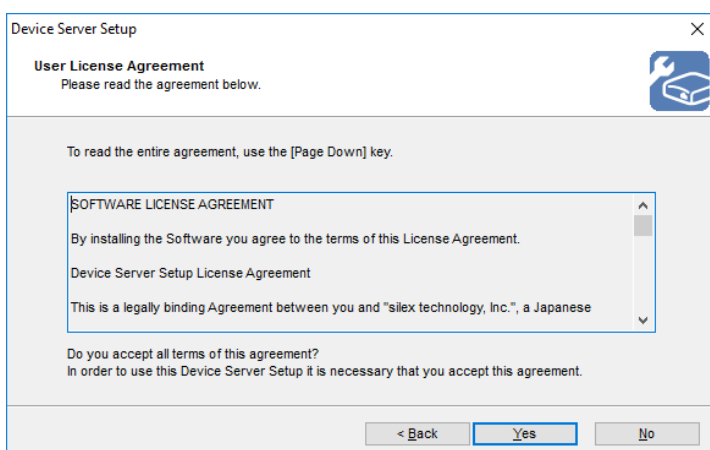 Device Server Setup
User License Agreement
Please read the agreement below.
To read the entire agreement, use the [Page Down] key.
SOFTWARE LICENSE AGREEMENT
By installing the Software you agree to the terms of this License Agreement.
Device Server Setup License Agreement
This is a legally binding Agreement between you and "silex technology, Inc.", a Japanese
Do you accept all terms of this agreement?
In order to use this Device Server Setup it is necessary that you accept this agreement.
< Back Yes No